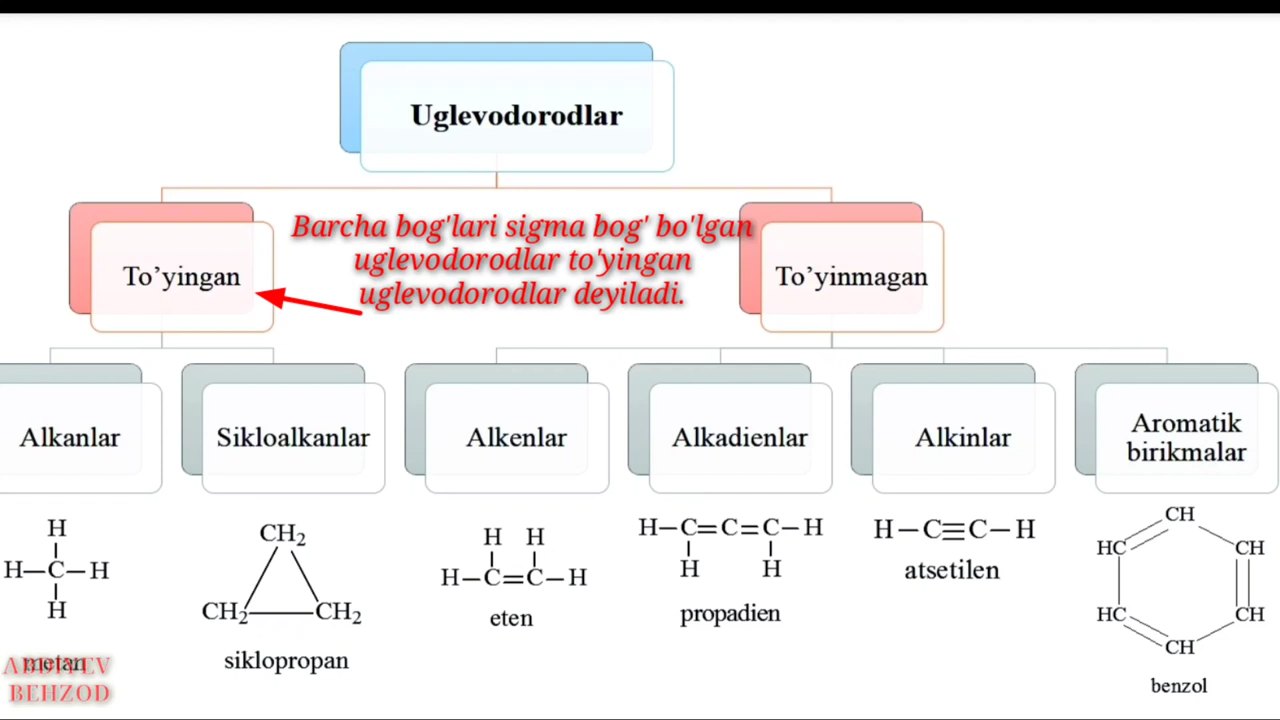 Uglevodorodlar
Barcha bog'lari sigma bog' bo'lgan
uglevodorodlar to'yingan
uglevodorodlar deyiladi.
To’yingan
To’yinmagan
Alkanlar
Sikloalkanlar
Alkenlar
Alkadienlar
Alkinlar
Aromatik
birikmalar
H
H—C—H
H
metan
CH₂
CH₂ CH₂
siklopropan
H H
H—C=C—H
eten
H—C=C=C—H
H H
propadien
H—C≡C—H
atsetilen
CH
HC CH
HC CH
CH
benzol
BEHZOD